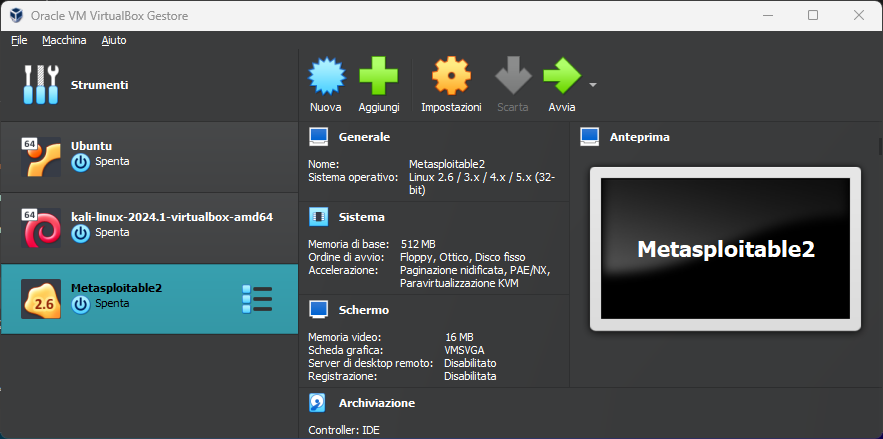 Oracle VM VirtualBox Gestore
File Macchina Aiuto
Strumenti
Nuova Aggiungi Impostazioni Scarta Avvia
64
Ubuntu
Spenta
64
kali-linux-2024.1-virtualbox-amd64
Spenta
2.6
Metasploitable2
Spenta
Generale
Nome: Metasploitable2
Sistema operativo: Linux 2.6 / 3.x / 4.x / 5.x (32-
bit)
Sistema
Memoria di base: 512 MB
Ordine di avvio: Floppy, Ottico, Disco fisso
Accelerazione: Paginazione nidificata, PAE/NX,
Paravirtualizzazione KVM
Schermo
Memoria video: 16 MB
Scheda grafica: VMSVGA
Server di desktop remoto: Disabilitato
Registrazione: Disabilitata
Archiviazione
Controller: IDE
Anteprima
Metasploitable2